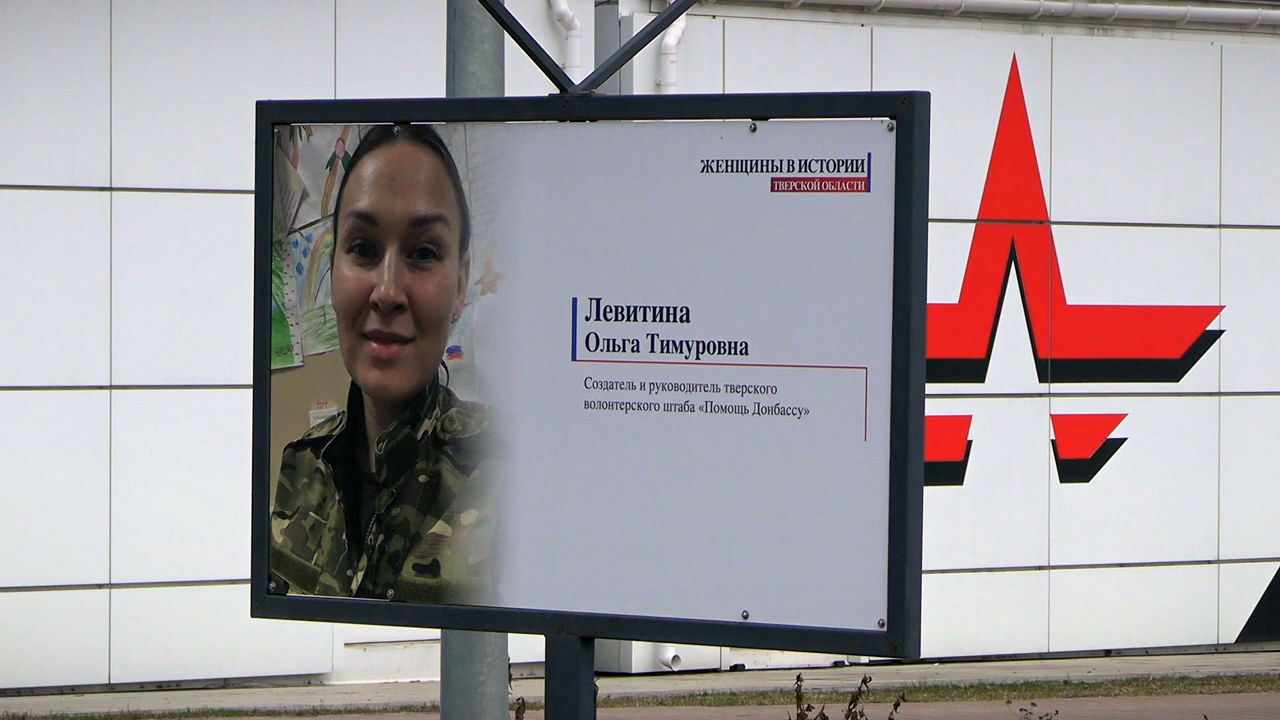 ЖЕНЩИНЫ В ИСТОРИИ
ТВЕРСКОЙ ОБЛАСТИ
Левитина
Ольга Тимуровна
Создатель и руководитель тверского
волонтерского штаба «Помощь Донбассу»